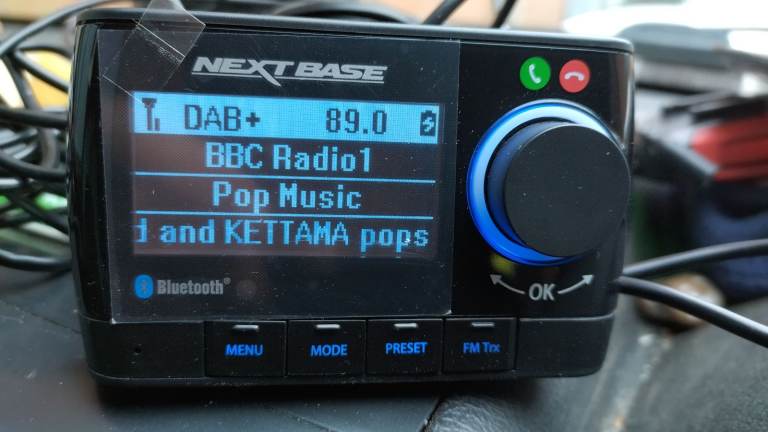 NEXTBASE
DAB+ 89.0
BBC Radio1
Pop Music
and KETTAMA pops
Bluetooth®
OK
MENU MODE PRESET FM Trx